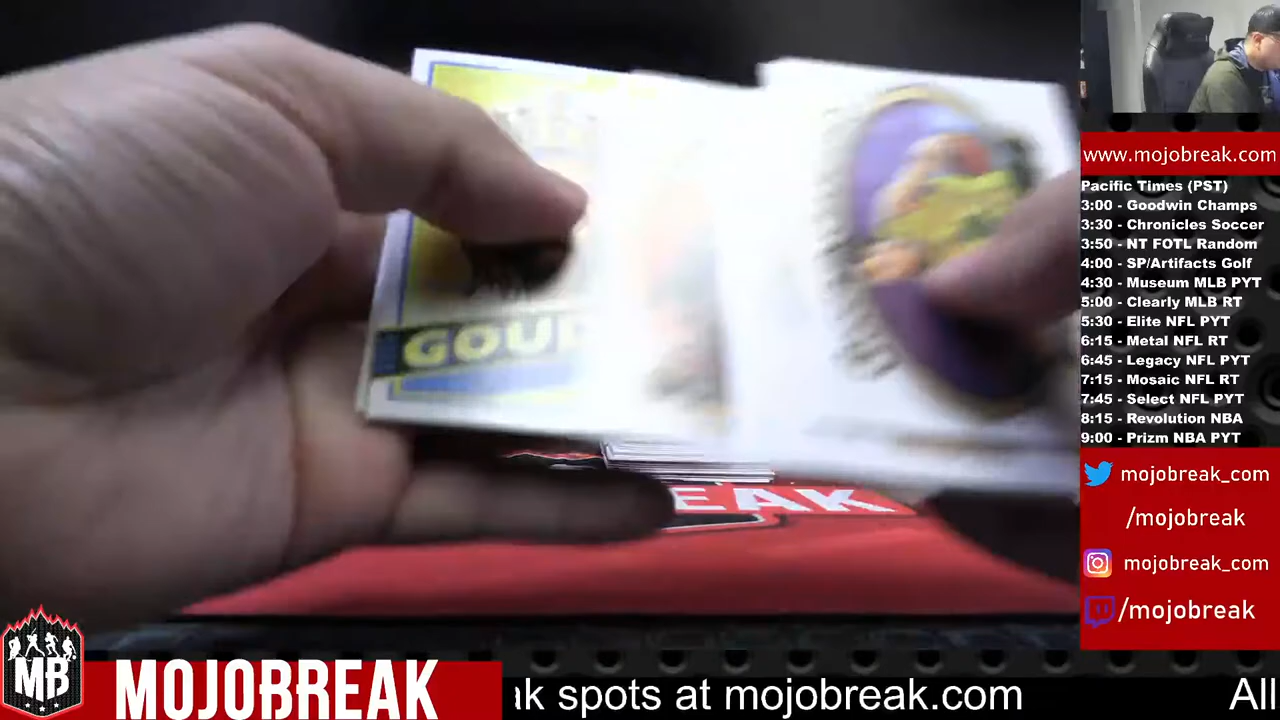 GOUD
EAK
www.mojobreak.com
Pacific Times (PST)
3:00 - Goodwin Champs
3:30 - Chronicles Soccer
3:50 - NT FOTL Random
4:00 - SP/Artifacts Golf
4:30 - Museum MLB PYT
5:00 - Clearly MLB RT
5:30 - Elite NFL PYT
6:15 - Metal NFL RT
6:45 - Legacy NFL PYT
7:15 - Mosaic NFL RT
7:45 - Select NFL PYT
8:15 - Revolution NBA
9:00 - Prizm NBA PYT
mojobreak_com
/mojobreak
mojobreak_com
/mojobreak
MB
MOJOBREAK
ak spots at mojobreak.com All